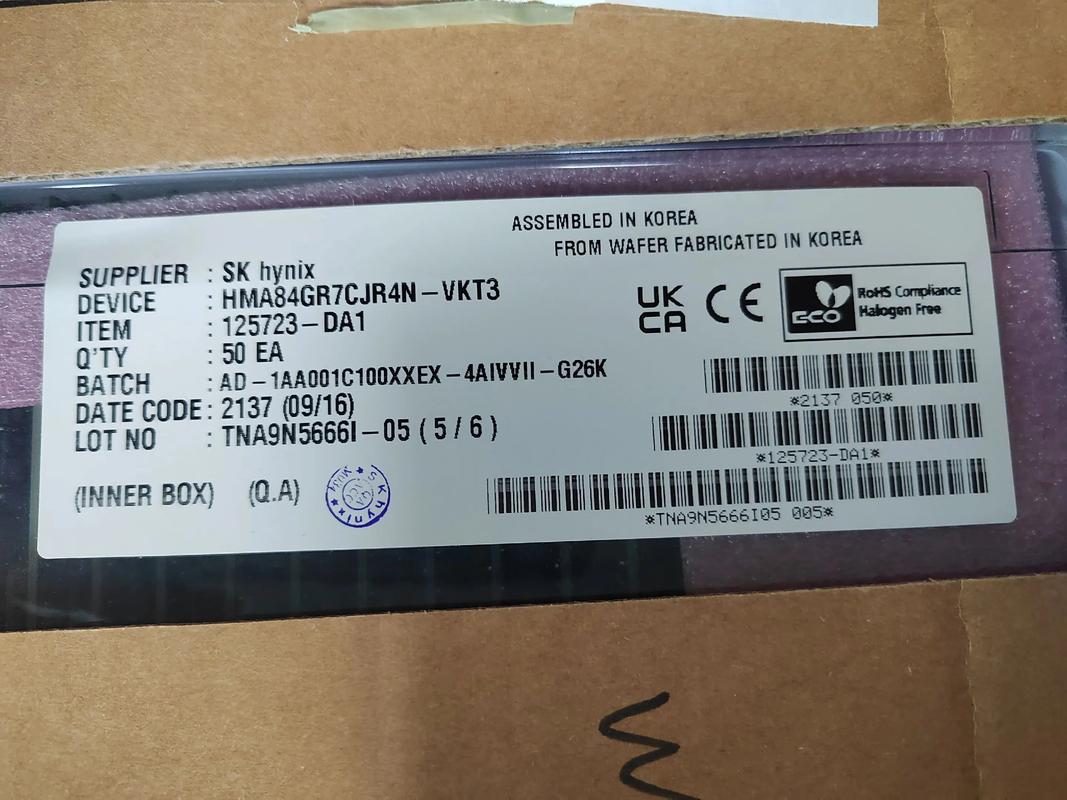 ASSEMBLED IN KOREA
FROM WAFER FABRICATED IN KOREA
SUPPLIER : SK hynix
DEVICE : HMA84GR7CJR4N-VKT3
ITEM : 125723-DA1
Q'TY : 50 EA
BATCH : AD-1AA001C100XXEX-4AIVVII-G26K
DATE CODE : 2137 (09/16)
LOT NO : TNA9N5666I-05 ( 5 / 6 )
(INNER BOX) (Q.A)
UK
CA
CE
ECO
RoHS Compliance
Halogen Free
*2137 050*
*125723-DA1*
*TNA9N5666I05 005*
SK hynix